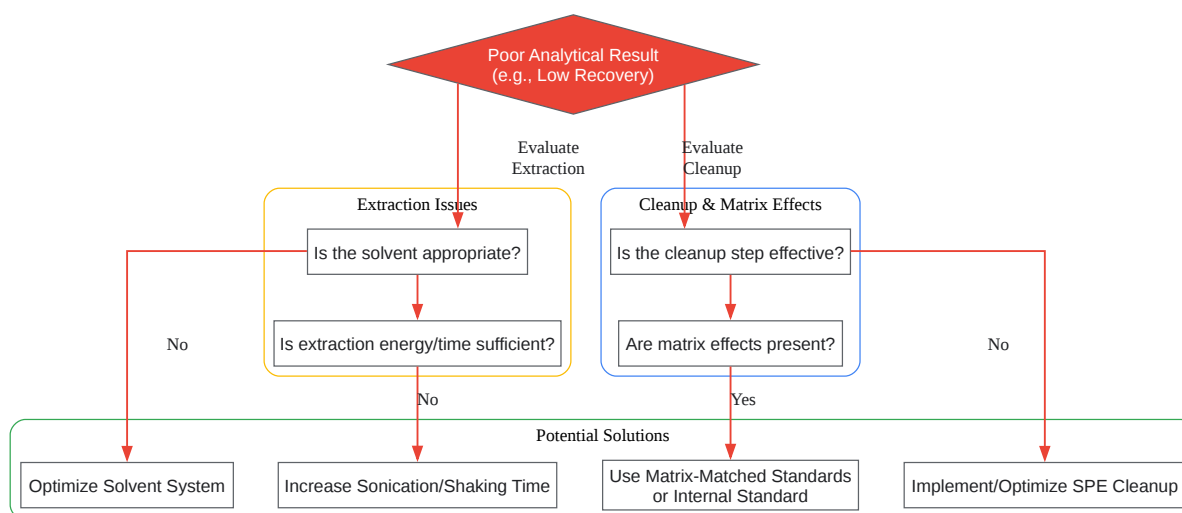 Poor Analytical Result
(e.g., Low Recovery)
Evaluate
Extraction
Evaluate
Cleanup
Extraction Issues
Cleanup & Matrix Effects
Is the solvent appropriate?
Is the cleanup step effective?
Is extraction energy/time sufficient?
Are matrix effects present?
No
No
No
Yes
Potential Solutions
Optimize Solvent System
Increase Sonication/Shaking Time
Use Matrix-Matched Standards
or Internal Standard
Implement/Optimize SPE Cleanup